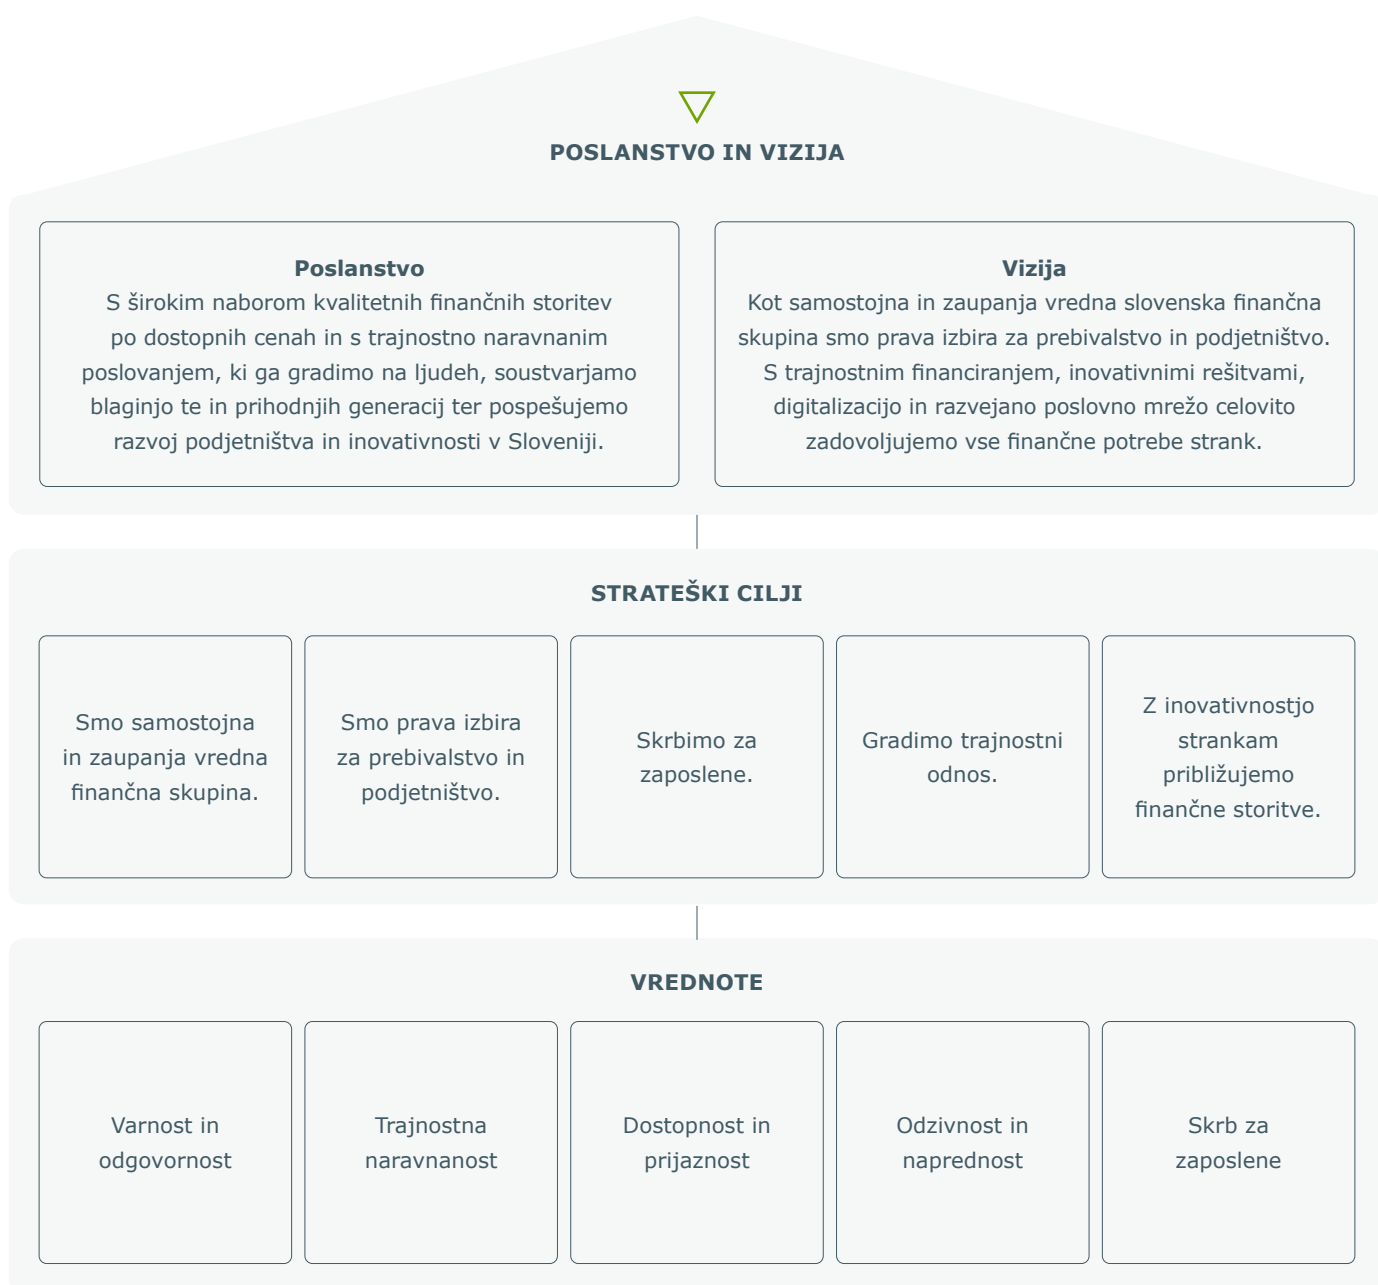 POSLANSTVO IN VIZIJA
Poslanstvo
S širokim naborom kvalitetnih finančnih storitev
po dostopnih cenah in s trajnostno naravnanim
poslovanjem, ki ga gradimo na ljudeh, soustvarjamo
blaginjo te in prihodnjih generacij ter pospešujemo
razvoj podjetništva in inovativnosti v Sloveniji.
Vizija
Kot samostojna in zaupanja vredna slovenska finančna
skupina smo prava izbira za prebivalstvo in podjetništvo.
S trajnostnim financiranjem, inovativnimi rešitvami,
digitalizacijo in razvejano poslovno mrežo celovito
zadovoljujemo vse finančne potrebe strank.
STRATEŠKI CILJI
Smo samostojna
in zaupanja vredna
finančna skupina.
Smo prava izbira
za prebivalstvo in
podjetništvo.
Skrbimo za
zaposlene.
Gradimo trajnostni
odnos.
Z inovativnostjo
strankam
približujemo
finančne storitve.
VREDNOTE
Varnost in
odgovornost
Trajnostna
naravnanost
Dostopnost in
prijaznost
Odzivnost in
naprednost
Skrb za
zaposlene